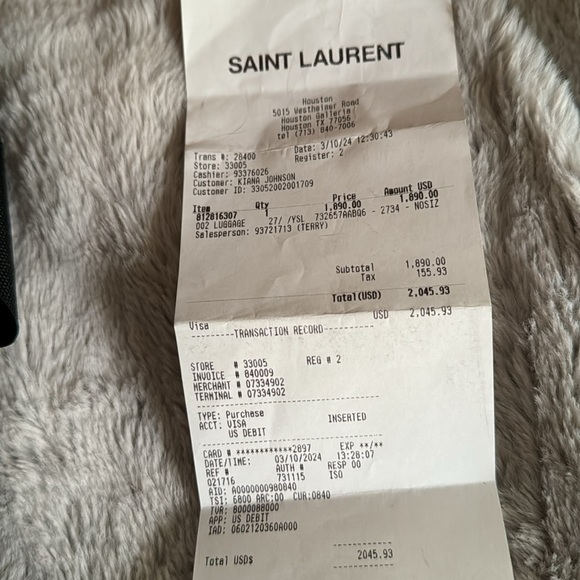 SAINT LAURENT
Houston
5015 Westheimer Road
Houston Galleria
Houston TX 77056
tel (713) 840-7006
Trans #: 28400 Date: 3/10/24 12:30:43
Store: 33005 Register: 2
Cashier: 93376026
Customer: KIANA JOHNSON
Customer ID: 33052002001709
Item Qty Price Amount USD
812816307 1 1,890.00 1,890.00
002 LUGGAGE 27/ /YSL 732657AABQ6 - 2734 - NOSIZ
Salesperson: 93721713 (TERRY)
Subtotal 1,890.00
Tax 155.93
Total(USD) 2,045.93
Visa USD 2,045.93
---------TRANSACTION RECORD----------
STORE # 33005 REG # 2
INVOICE # 840009
MERCHANT # 07334902
TERMINAL # 07334902
TYPE: Purchese
ACCT: VISA INSERTED
US DEBIT
CARD # ************2897 EXP **/**
DATE/TIME: 03/10/2024 13:28:07
REF # AUTH # RESP 00
021716 731115 ISO
AID: A0000000980840
TSI: 6800 ARC:00 CUR:0840
TVR: 8000088000
APP: US DEBIT
IAD: 0602120360A000
Total USD$ 2045.93